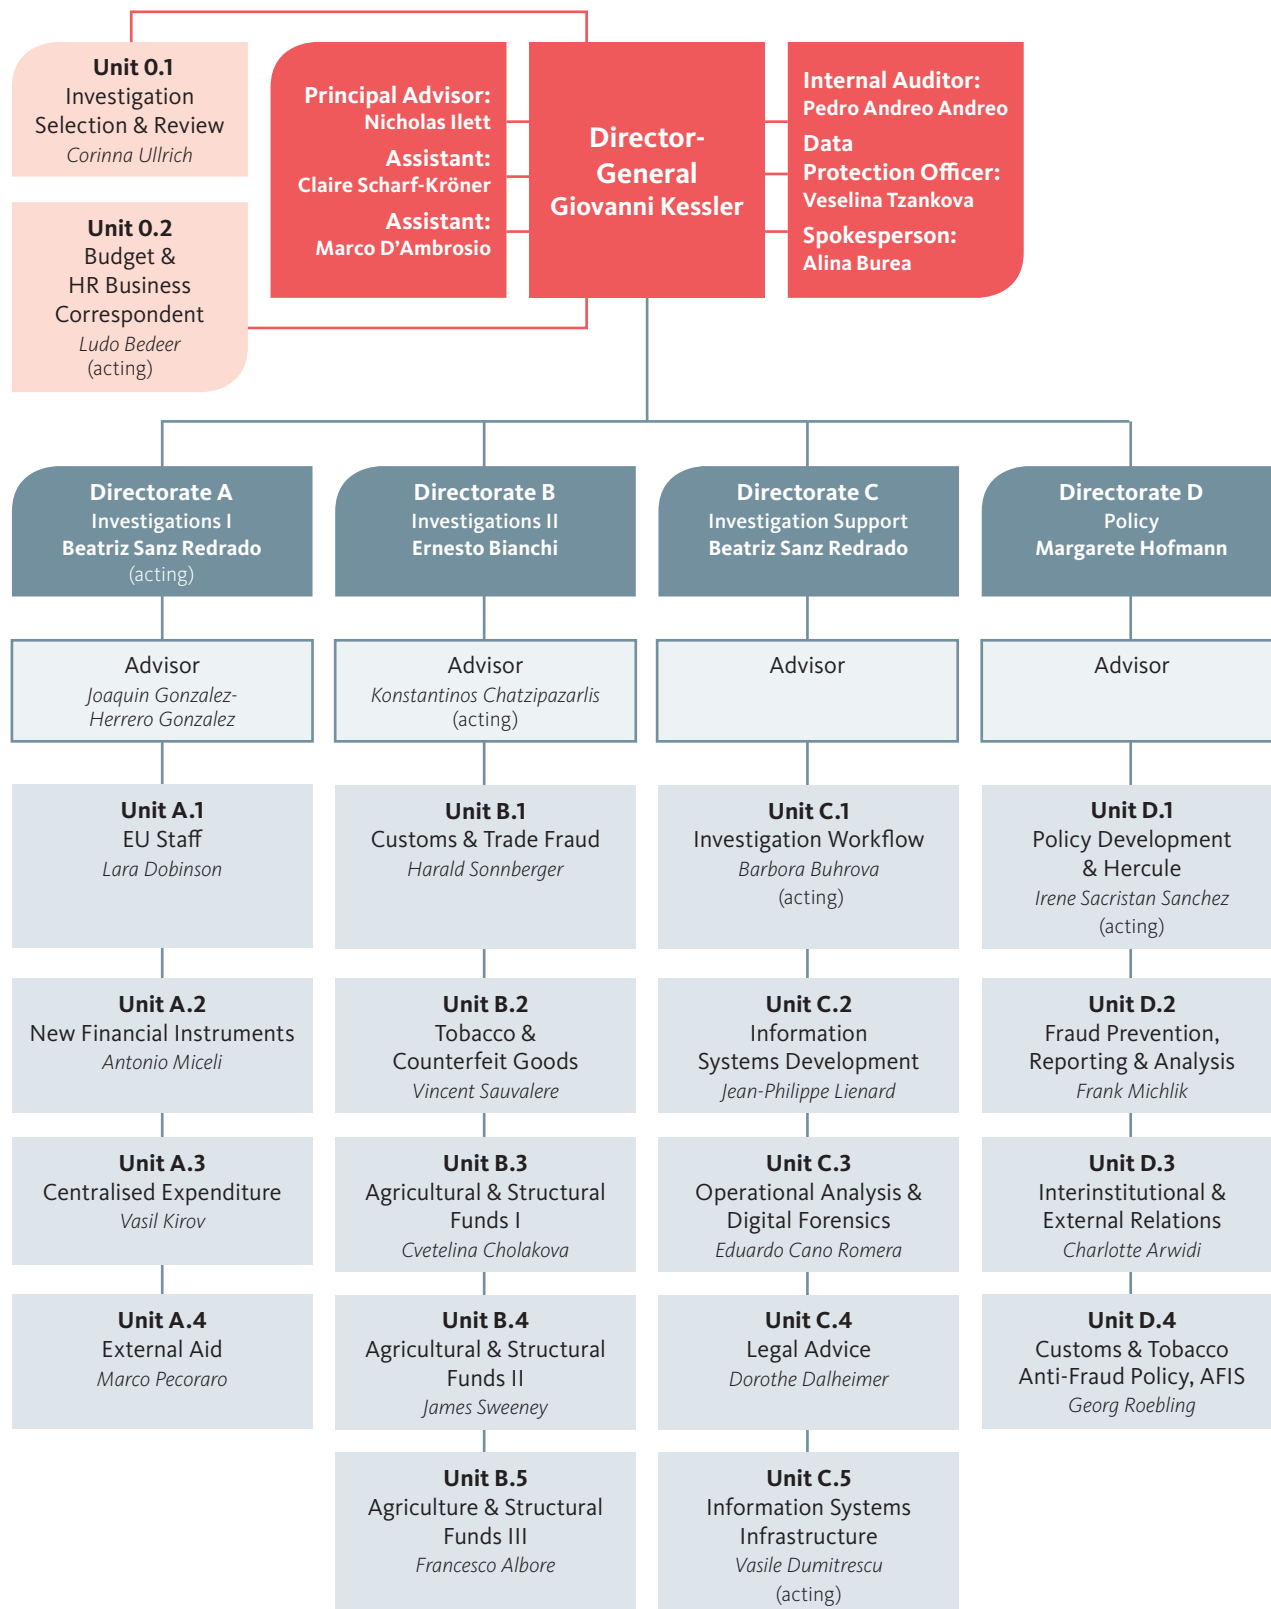 Unit 0.1
Investigation
Selection & Review
Corinna Ullrich
Unit 0.2
Budget &
HR Business
Correspondent
Ludo Bedeer
(acting)
Principal Advisor:
Nicholas Ilett
Assistant:
Claire Scharf-Kröner
Assistant:
Marco D’Ambrosio
Director-
General
Giovanni Kessler
Internal Auditor:
Pedro Andreo Andreo
Data
Protection Officer:
Veselina Tzankova
Spokesperson:
Alina Burea
Directorate A
Investigations I
Beatriz Sanz Redrado
(acting)
Advisor
Joaquin Gonzalez-
Herrero Gonzalez
Unit A.1
EU Staff
Lara Dobinson
Unit A.2
New Financial Instruments
Antonio Miceli
Unit A.3
Centralised Expenditure
Vasil Kirov
Unit A.4
External Aid
Marco Pecoraro
Directorate B
Investigations II
Ernesto Bianchi
Advisor
Konstantinos Chatzipazarlis
(acting)
Unit B.1
Customs & Trade Fraud
Harald Sonnberger
Unit B.2
Tobacco &
Counterfeit Goods
Vincent Sauvalere
Unit B.3
Agricultural & Structural
Funds I
Cvetelina Cholakova
Unit B.4
Agricultural & Structural
Funds II
James Sweeney
Unit B.5
Agriculture & Structural
Funds III
Francesco Albore
Directorate C
Investigation Support
Beatriz Sanz Redrado
Advisor
Unit C.1
Investigation Workflow
Barbora Buhrova
(acting)
Unit C.2
Information
Systems Development
Jean-Philippe Lienard
Unit C.3
Operational Analysis &
Digital Forensics
Eduardo Cano Romera
Unit C.4
Legal Advice
Dorothe Dalheimer
Unit C.5
Information Systems
Infrastructure
Vasile Dumitrescu
(acting)
Directorate D
Policy
Margarete Hofmann
Advisor
Unit D.1
Policy Development
& Hercule
Irene Sacristan Sanchez
(acting)
Unit D.2
Fraud Prevention,
Reporting & Analysis
Frank Michlik
Unit D.3
Interinstitutional &
External Relations
Charlotte Arwidi
Unit D.4
Customs & Tobacco
Anti-Fraud Policy, AFIS
Georg Roebling